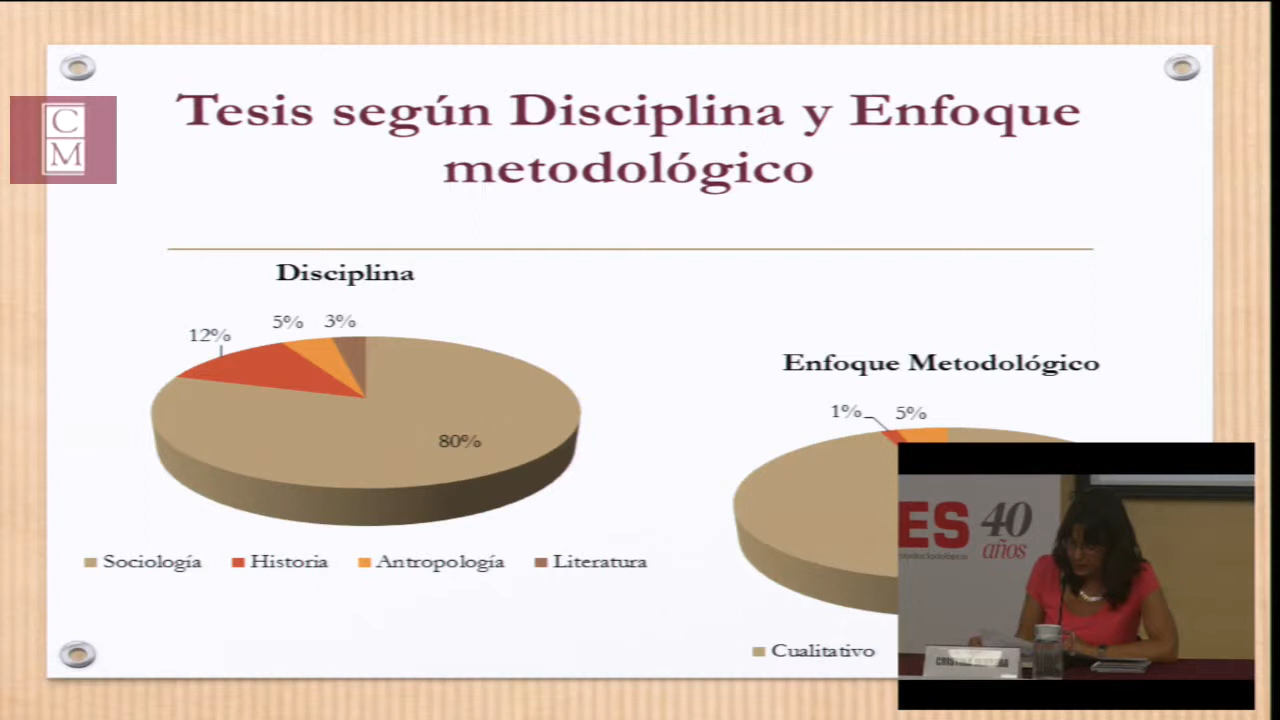 C
M
Tesis según Disciplina y Enfoque
metodológico
Disciplina
12%
5%
3%
80%
Sociología
Historia
Antropología
Literatura
Enfoque Metodológico
1%
5%
Cualitativo
ES 40
años